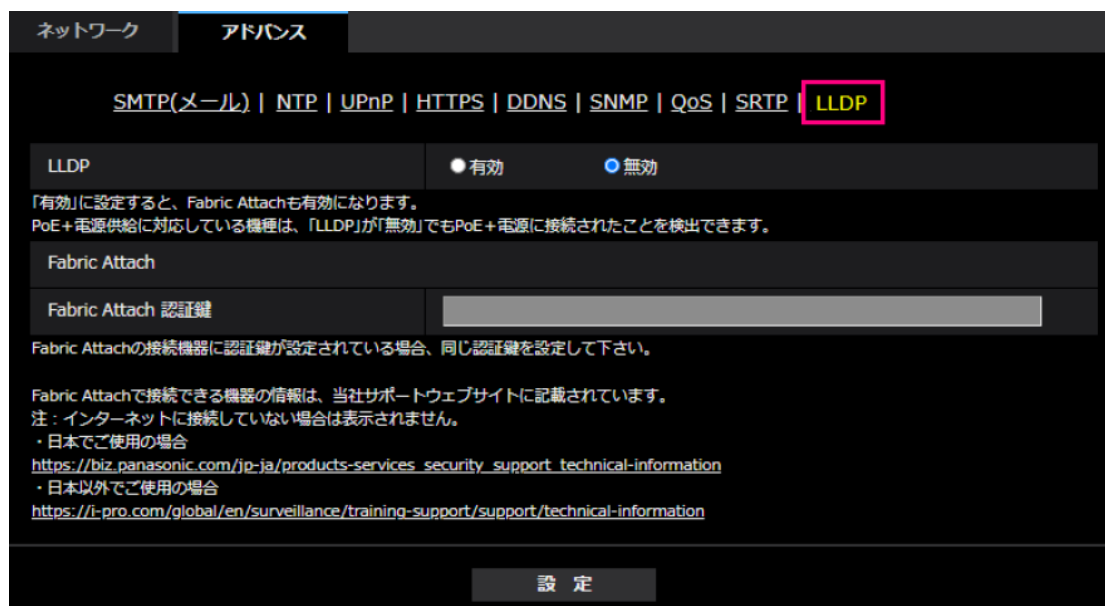 ネットワーク アドバンス
SMTP(メール) | NTP | UPnP | HTTPS | DDNS | SNMP | QoS | SRTP | LLDP
LLDP 有効 無効
「有効」に設定すると、Fabric Attachも有効になります。
PoE+電源供給に対応している機種は、「LLDP」が「無効」でもPoE+電源に接続されたことを検出できます。
Fabric Attach
Fabric Attach 認証鍵
Fabric Attachの接続機器に認証鍵が設定されている場合、同じ認証鍵を設定して下さい。
Fabric Attachで接続できる機器の情報は、当社サポートウェブサイトに記載されています。
注：インターネットに接続していない場合は表示されません。
・日本でご使用の場合
https://biz.panasonic.com/jp-ja/products-services_security_support_technical-information
・日本以外でご使用の場合
https://i-pro.com/global/en/surveillance/training-support/support/technical-information
設 定